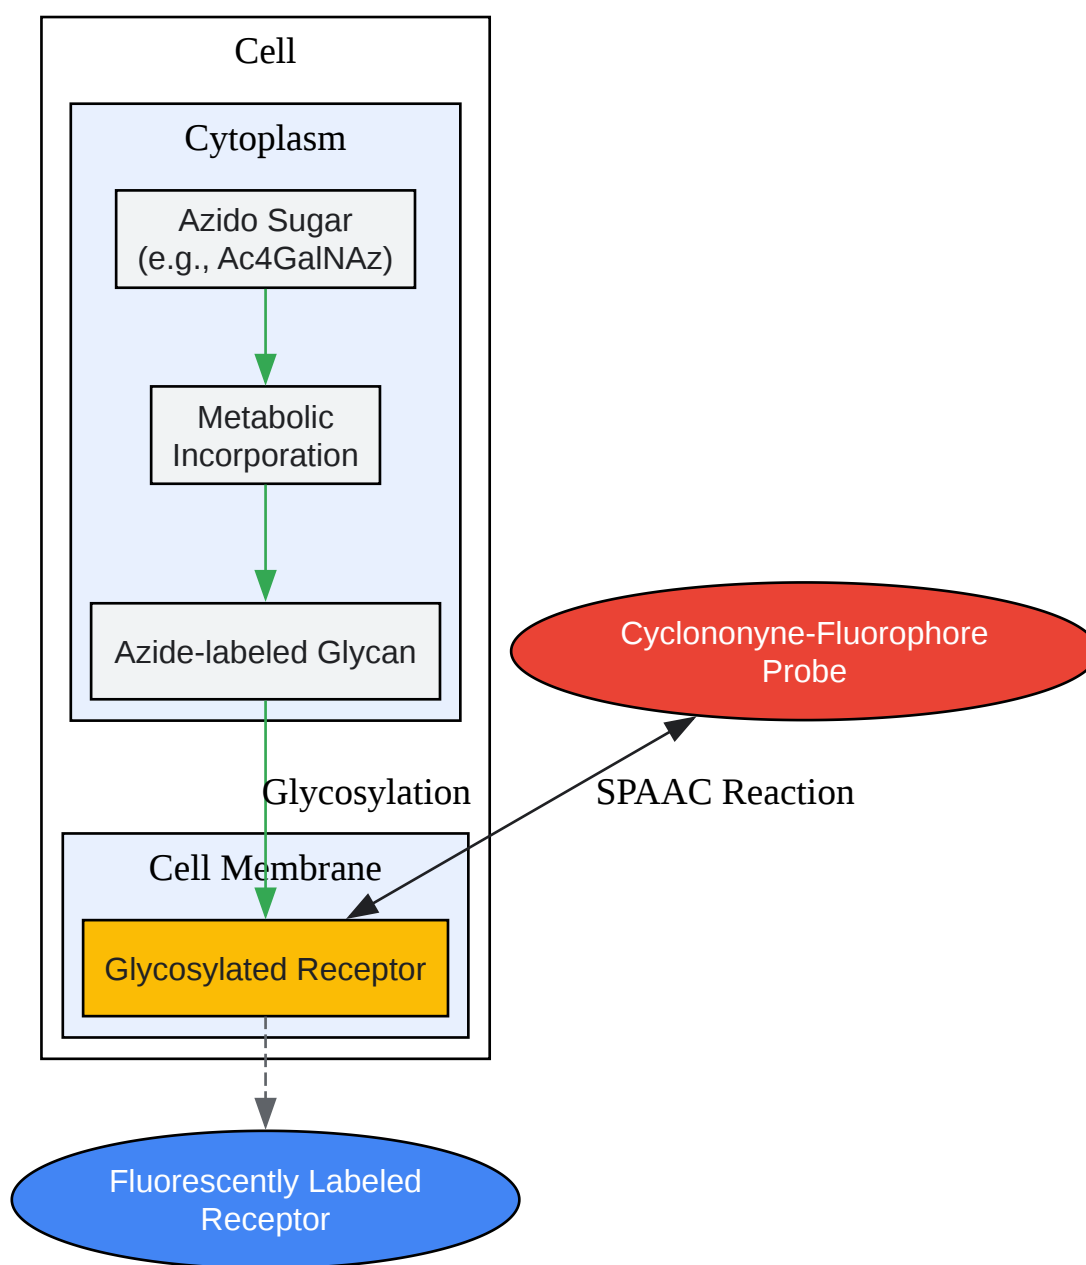 Cell
Cytoplasm
Azido Sugar
(e.g., Ac4GalNAz)
Metabolic
Incorporation
Azide-labeled Glycan
Cyclononyne-Fluorophore
Probe
Glycosylation
SPAAC Reaction
Cell Membrane
Glycosylated Receptor
Fluorescently Labeled
Receptor